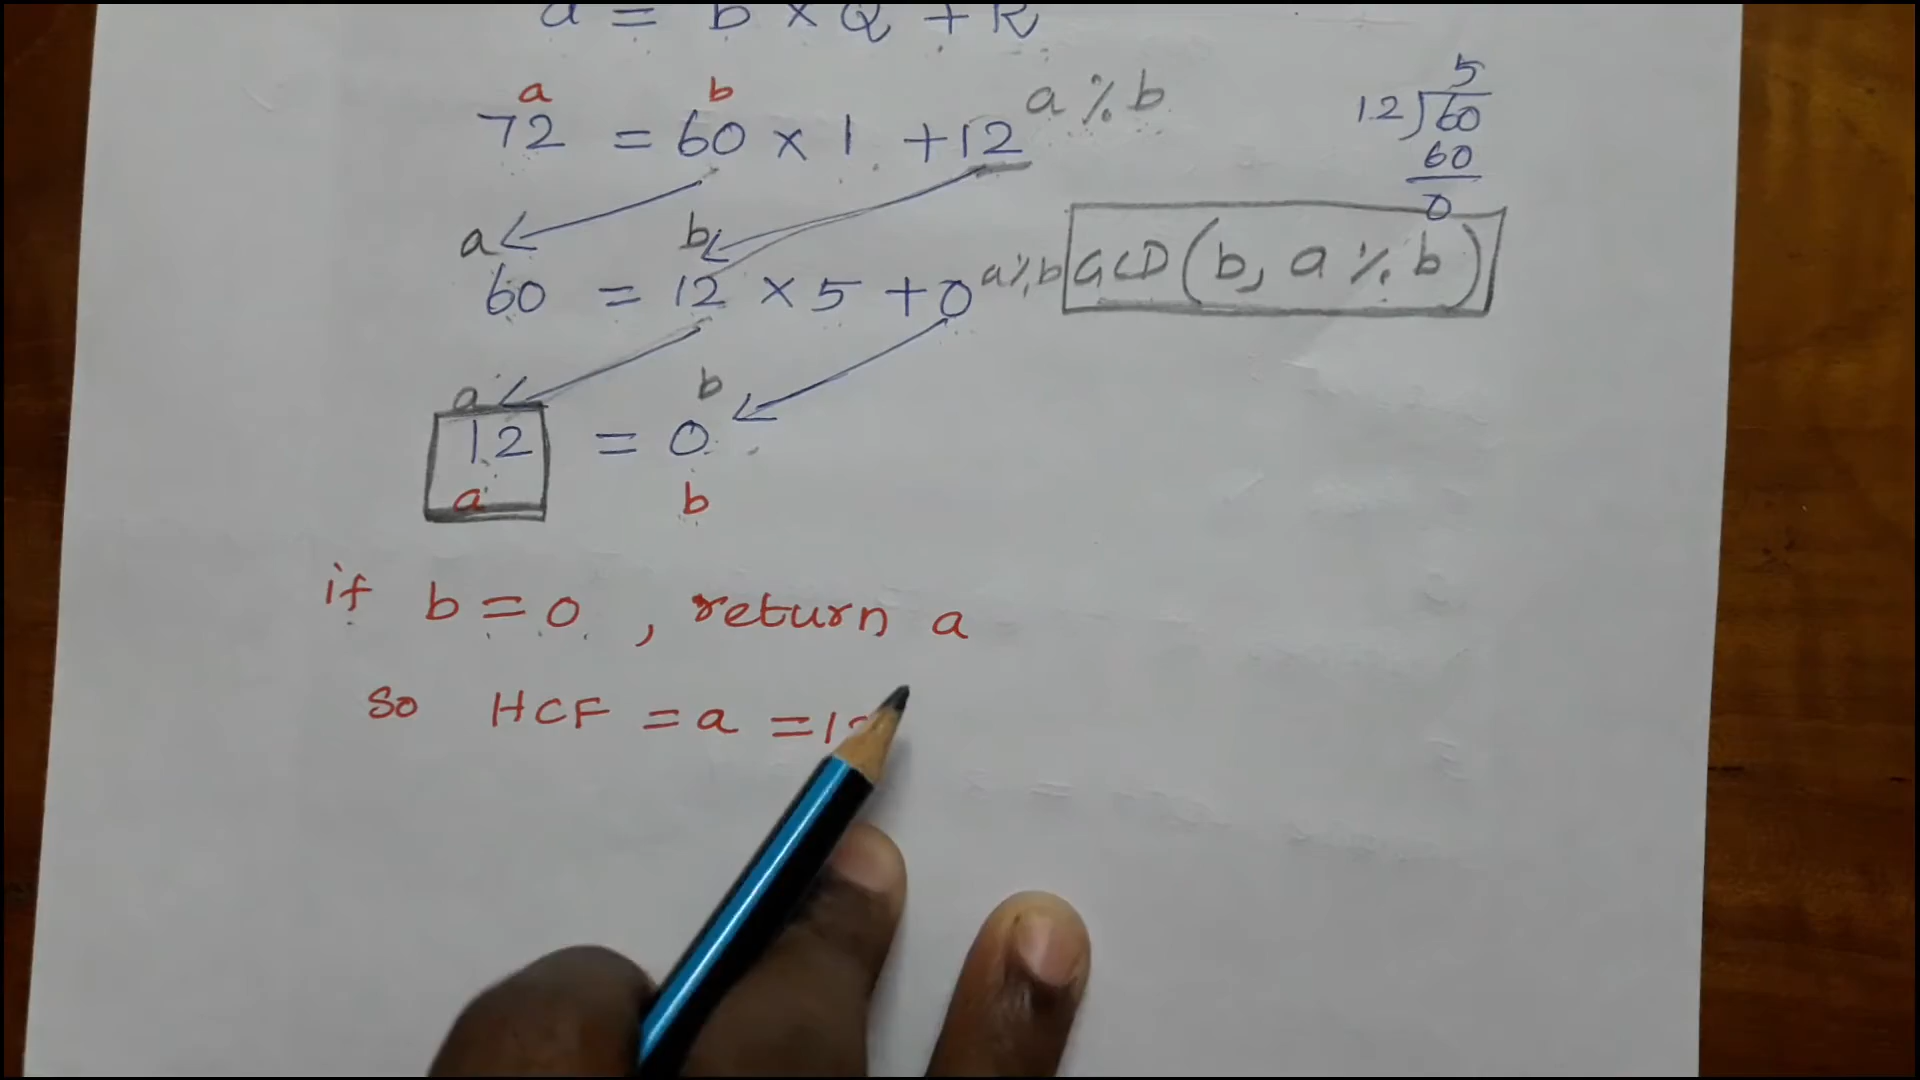 a = b × Q + R
a b
72 = 60 × 1 + 12 a % b
5
12 ) 60
60
0
a b
60 = 12 × 5 + 0 a % b
GCD ( b, a % b )
a b
12 = 0
a b
if b = 0 , return a
So HCF = a =